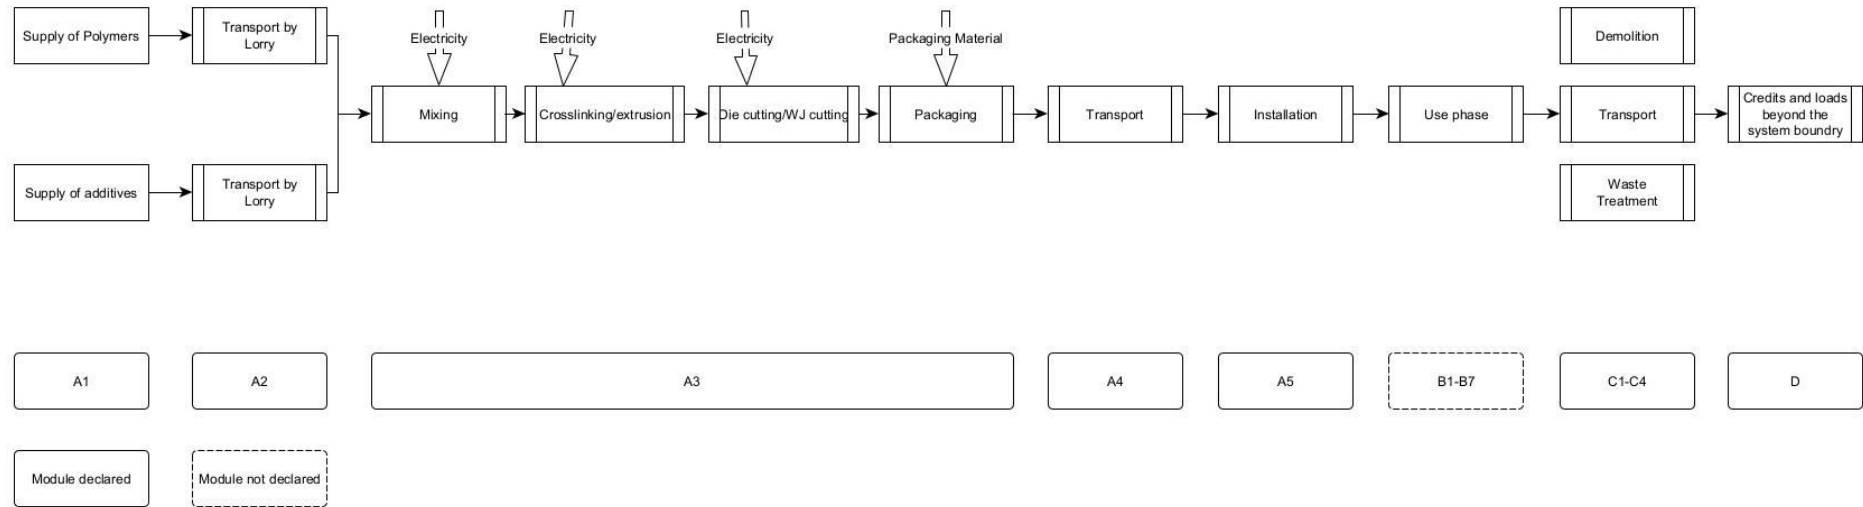 Supply of Polymers
Transport by
Lorry
Electricity
Electricity
Electricity
Packaging Material
Demolition
Mixing
Crosslinking/extrusion
Die cutting/WJ cutting
Packaging
Transport
Installation
Use phase
Transport
Credits and loads
beyond the
system boundry
Supply of additives
Transport by
Lorry
Waste
Treatment
A1
A2
A3
A4
A5
B1-B7
C1-C4
D
Module declared
Module not declared